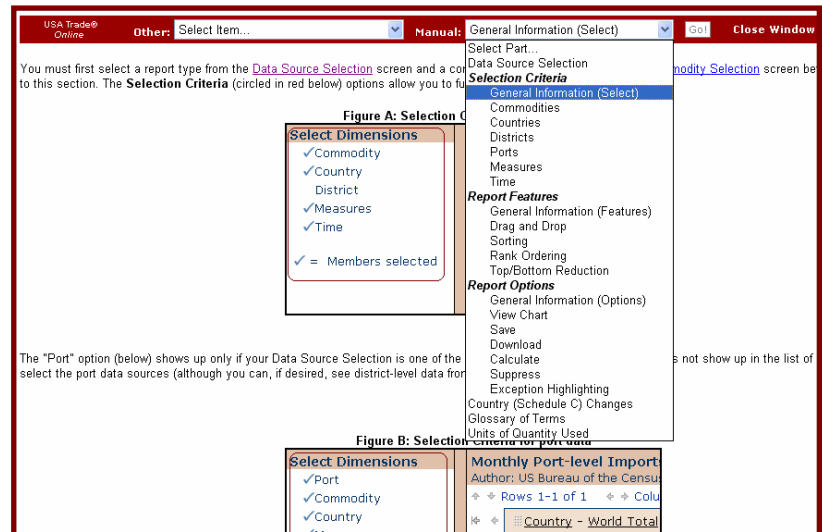 USA Trade®
Online
Other: Select Item...
Manual: General Information (Select)
Go!
Close Window
You must first select a report type from the Data Source Selection screen and a co
modity Selection screen be
to this section. The Selection Criteria (circled in red below) options allow you to fu
Select Part...
Data Source Selection
Selection Criteria
General Information (Select)
Commodities
Countries
Districts
Ports
Measures
Time
Report Features
General Information (Features)
Drag and Drop
Sorting
Rank Ordering
Top/Bottom Reduction
Report Options
General Information (Options)
View Chart
Save
Download
Calculate
Suppress
Exception Highlighting
Country (Schedule C) Changes
Glossary of Terms
Units of Quantity Used
Figure A: Selection C
Select Dimensions
✓Commodity
✓Country
District
✓Measures
✓Time
✓ = Members selected
The "Port" option (below) shows up only if your Data Source Selection is one of the
s not show up in the list of
select the port data sources (although you can, if desired, see district-level data from
Figure B: Selection Criteria for port data
Select Dimensions
✓Port
✓Commodity
✓Country
Monthly Port-level Imports
Author: US Bureau of the Census
Rows 1-1 of 1
Colu
Country - World Total